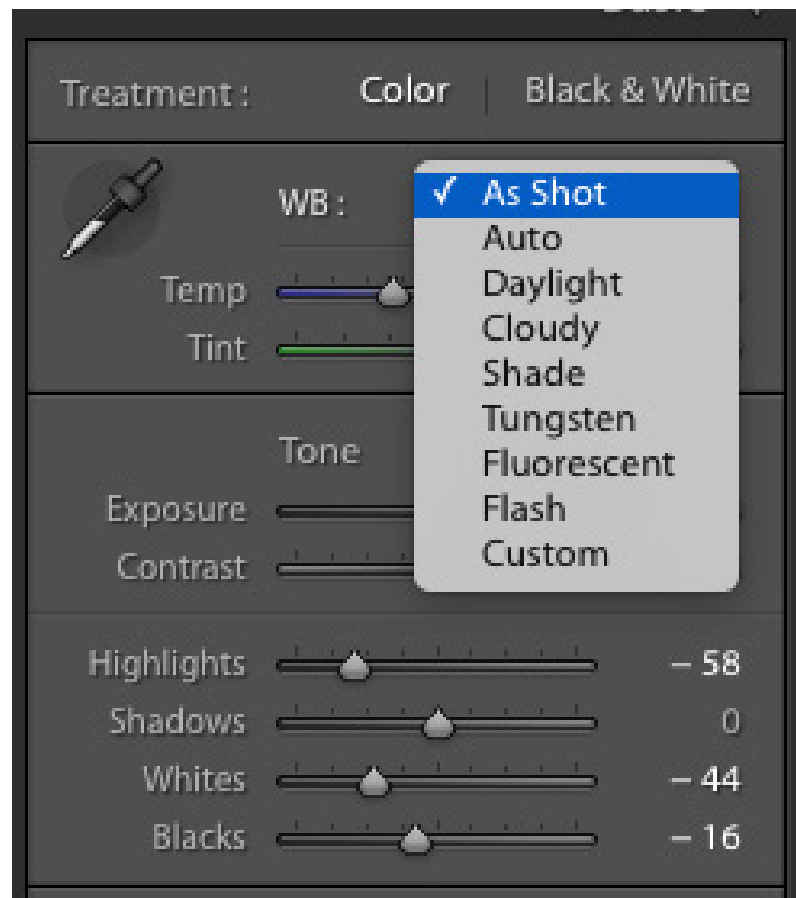 Treatment : Color | Black & White
WB : ✓ As Shot
Auto
Temp Daylight
Cloudy
Tint Shade
Tungsten
Tone Fluorescent
Exposure Flash
Contrast Custom
Highlights – 58
Shadows 0
Whites – 44
Blacks – 16